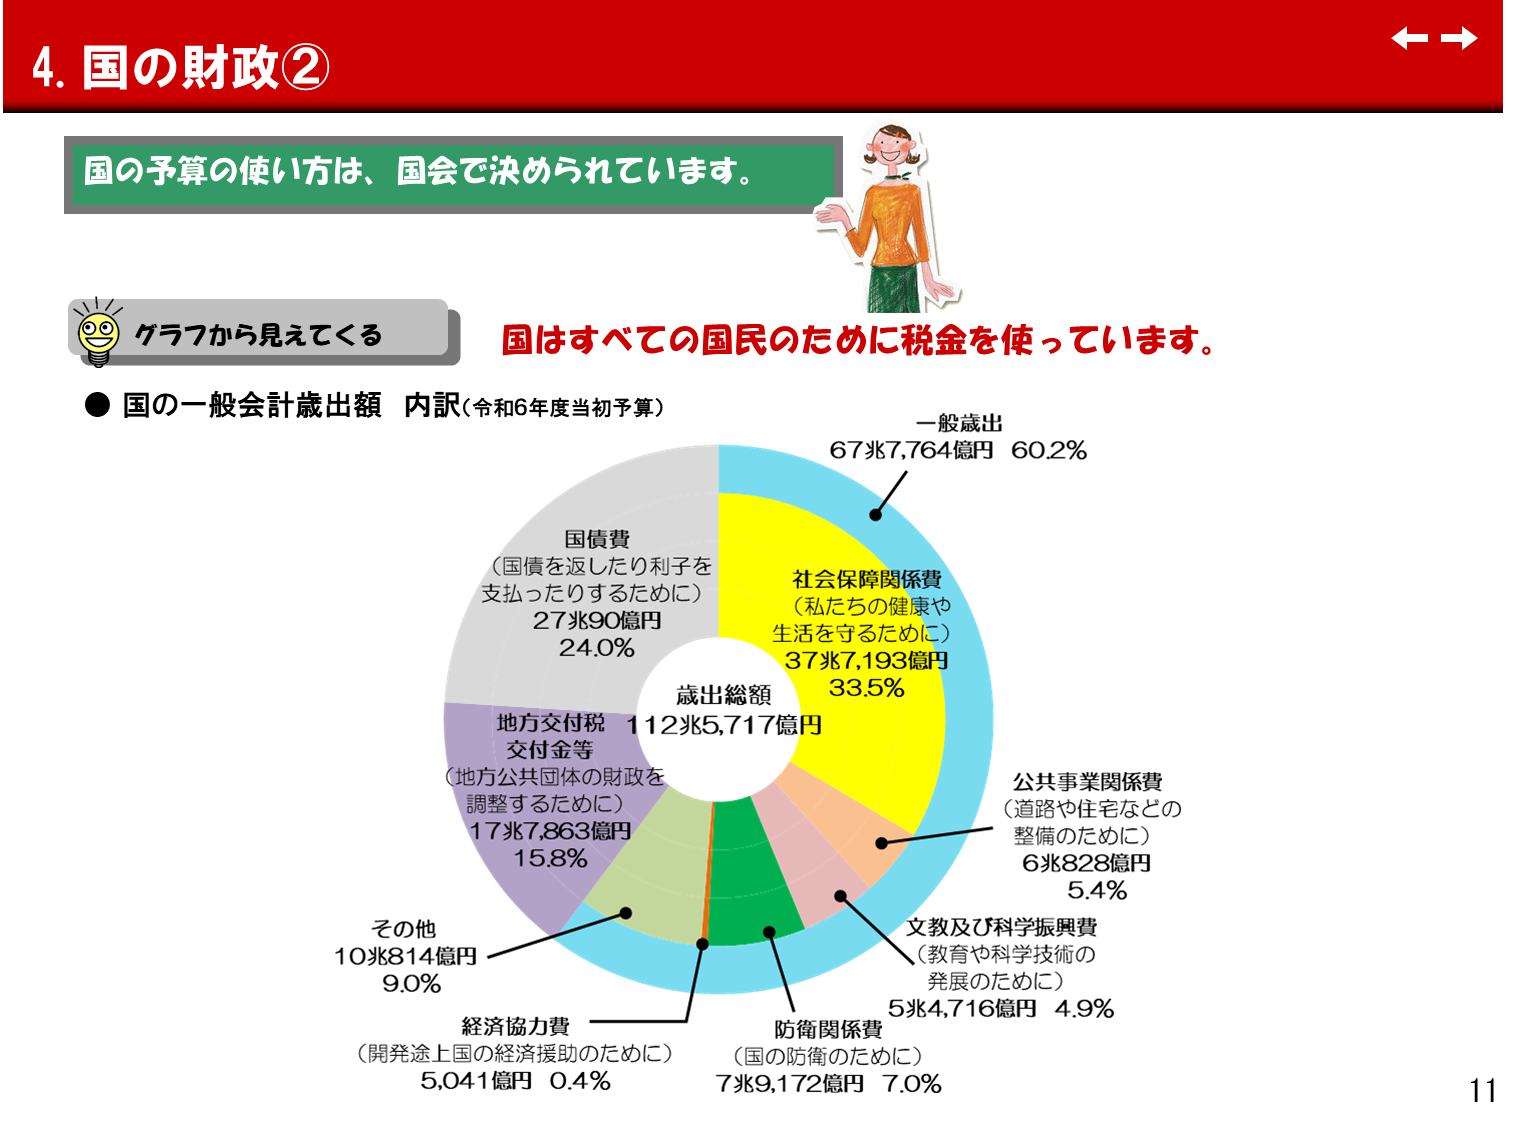 4. 国の財政②
国の予算の使い方は、国会で決められています。
グラフから見えてくる
国はすべての国民のために税金を使っています。
● 国の一般会計歳出額　内訳(令和6年度当初予算)
一般歳出
67兆7,764億円　60.2%
国債費
(国債を返したり利子を
支払ったりするために)
27兆90億円
24.0%
社会保障関係費
(私たちの健康や
生活を守るために)
37兆7,193億円
33.5%
歳出総額
112兆5,717億円
地方交付税
交付金等
(地方公共団体の財政を
調整するために)
17兆7,863億円
15.8%
公共事業関係費
(道路や住宅などの
整備のために)
6兆828億円
5.4%
文教及び科学振興費
(教育や科学技術の
発展のために)
5兆4,716億円　4.9%
その他
10兆814億円
9.0%
経済協力費
(開発途上国の経済援助のために)
5,041億円　0.4%
防衛関係費
(国の防衛のために)
7兆9,172億円　7.0%
11